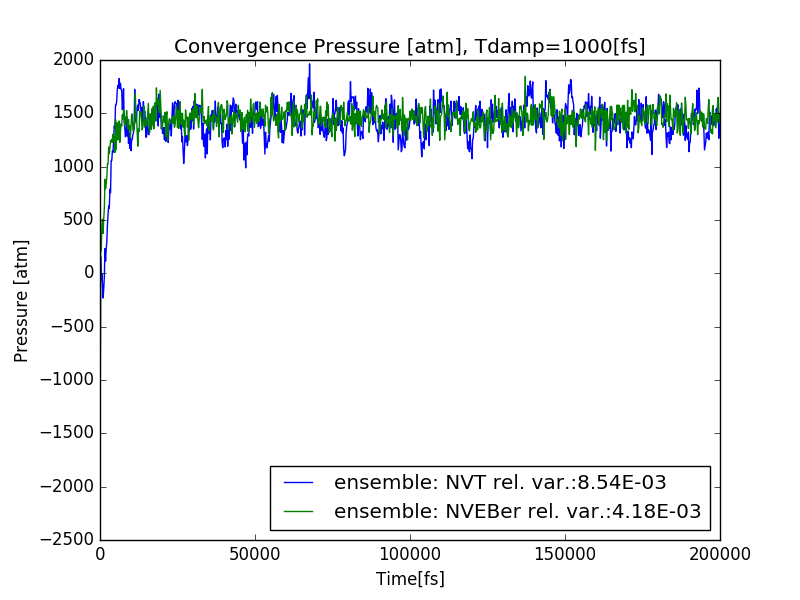 Convergence Pressure [atm], Tdamp=1000[fs]
2000
1500
1000
500
0
−500
−1000
−1500
−2000
−2500
Pressure [atm]
ensemble: NVT rel. var.:8.54E-03
ensemble: NVEBer rel. var.:4.18E-03
0 50000 100000 150000 200000
Time[fs]